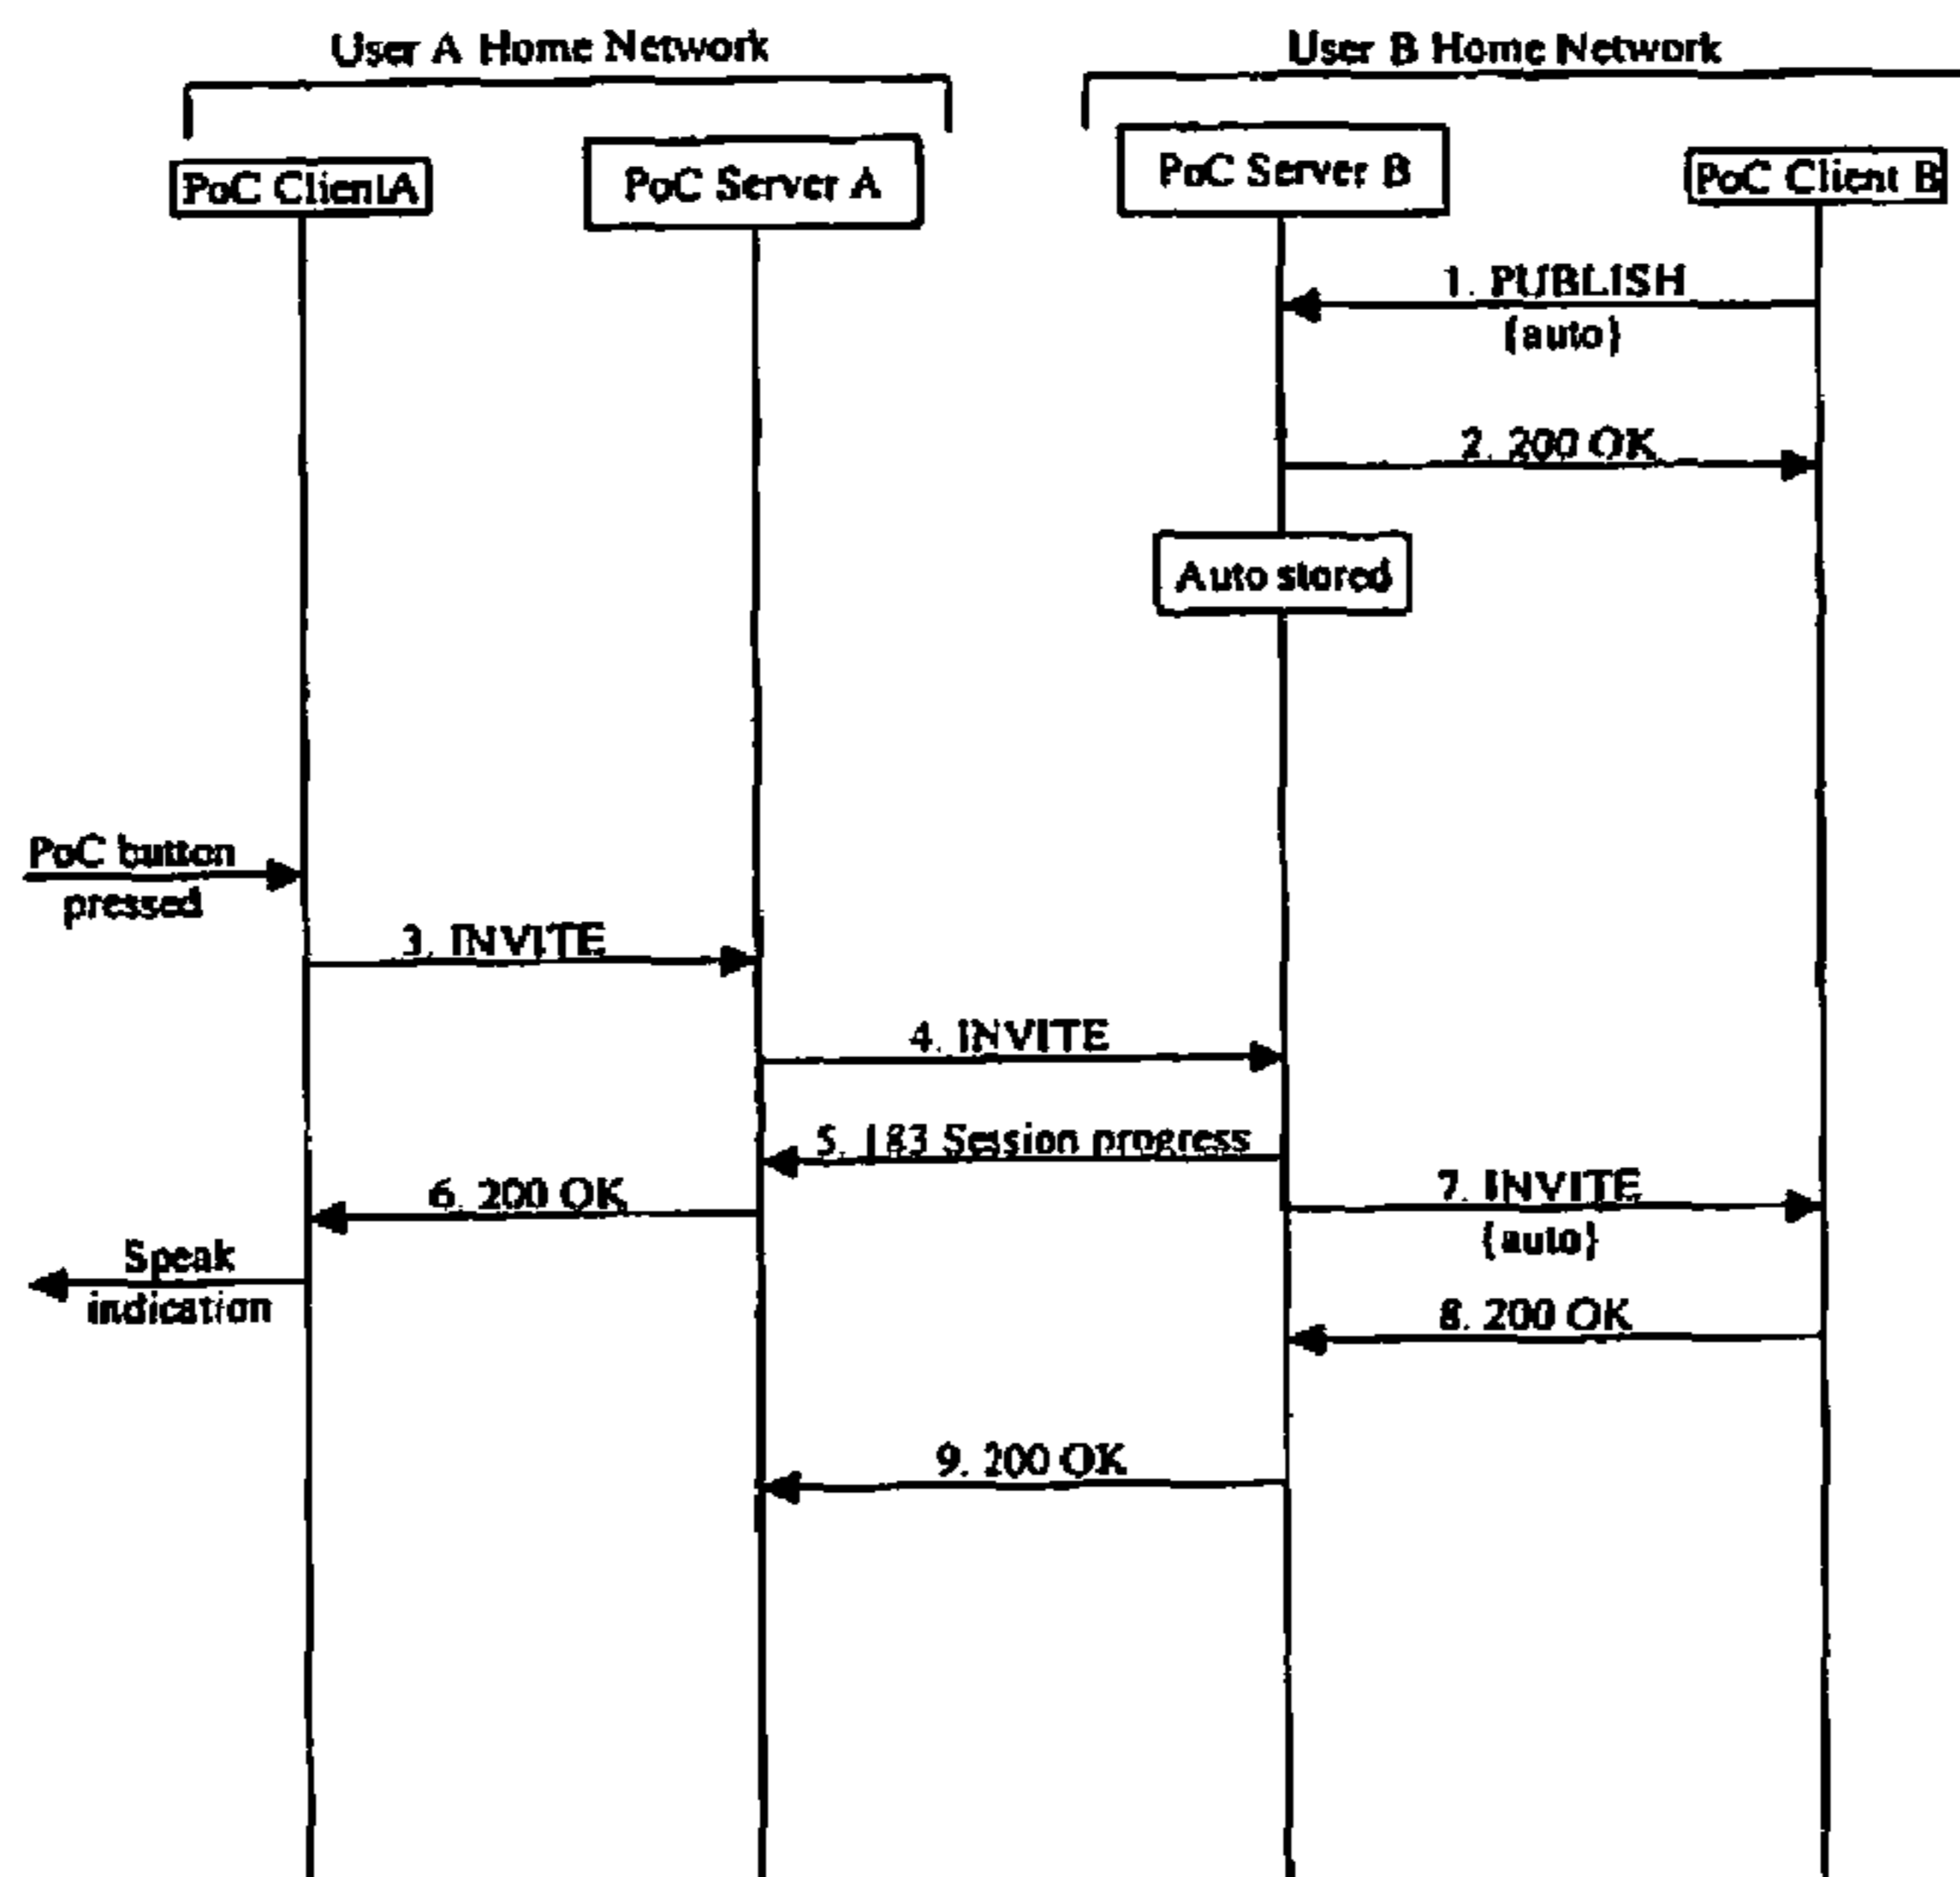 User A Home Network
User B Home Network
PoC ClientA
PoC Server A
PoC Server B
PoC Client B
1. PUBLISH
(auto)
2. 200 OK
Auto stored
PoC button
pressed
3. INVITE
4. INVITE
5. 183 Session progress
6. 200 OK
7. INVITE
(auto)
Speak
indication
8. 200 OK
9. 200 OK